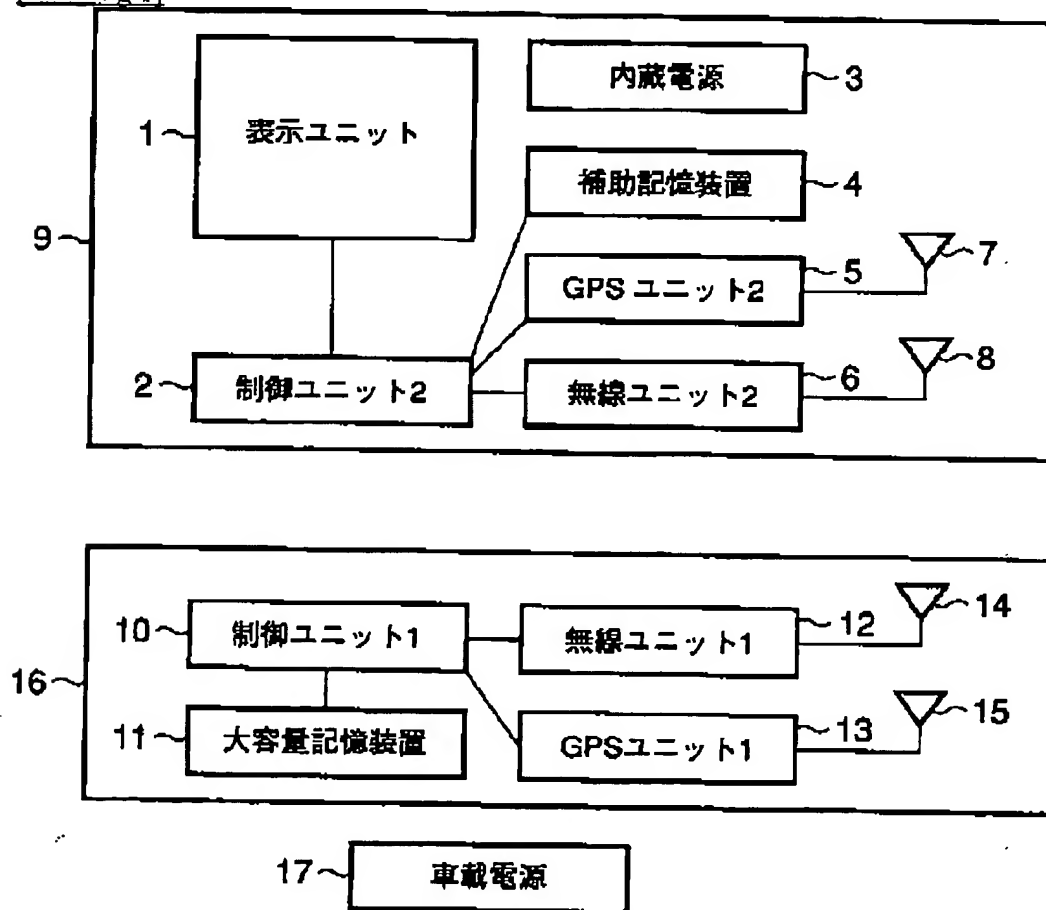 内蔵電源 3
1 表示ユニット
補助記憶装置 4
9
GPS ユニット2 5 7
2 制御ユニット2
無線ユニット2 6 8
10 制御ユニット1
無線ユニット1 12 14
16
11 大容量記憶装置
GPSユニット1 13 15
17 車載電源